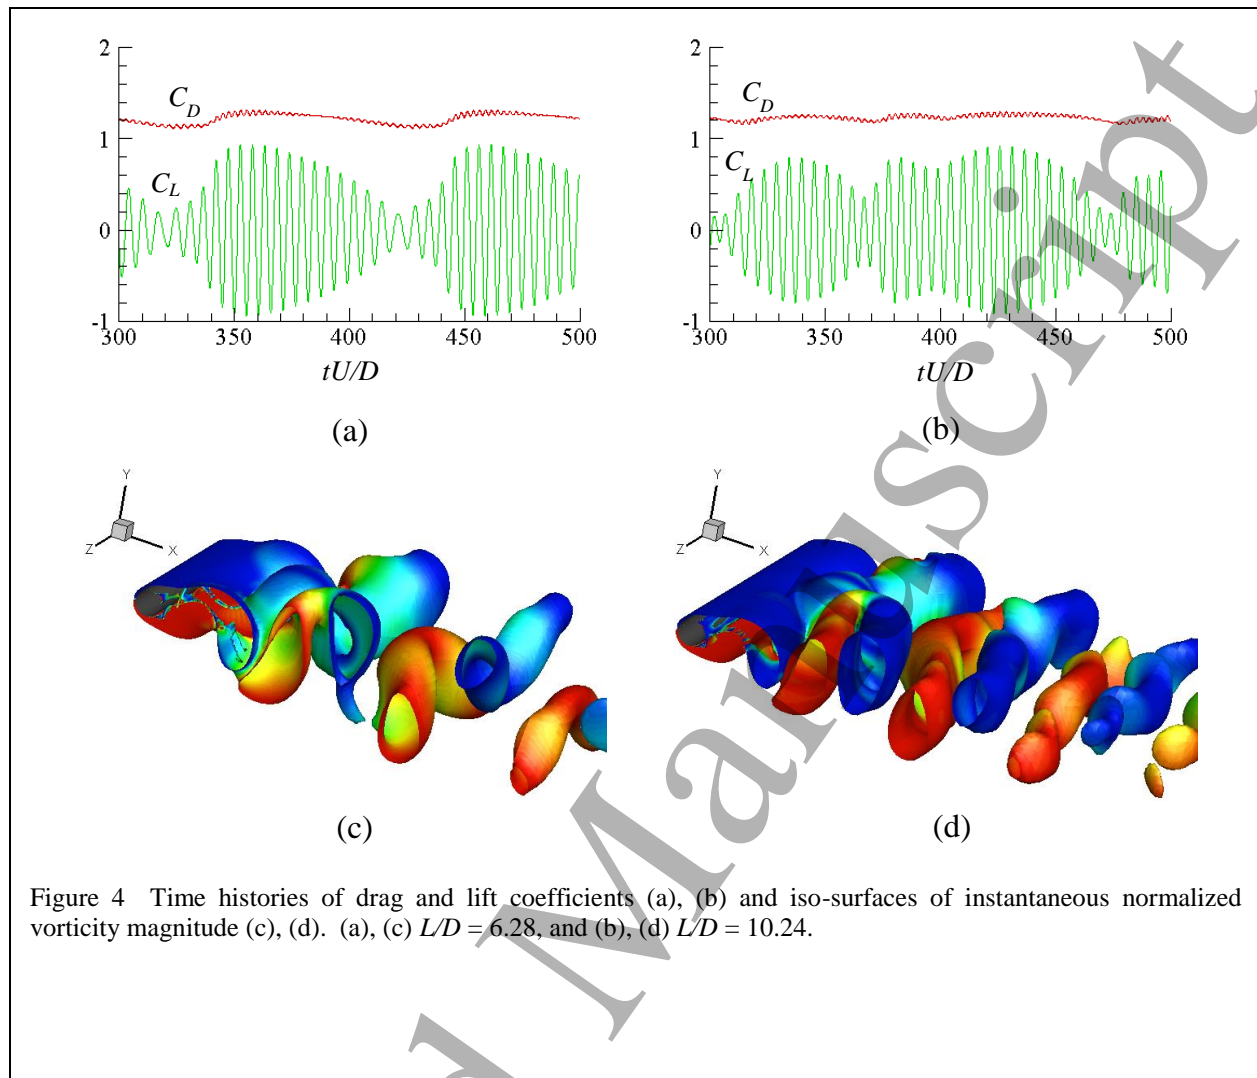 2
2
C_D
C_D
1
1
C_L
C_L
0
0
-1
-1
300 350 400 450 500
300 350 400 450 500
tU/D
tU/D
(a)
(b)
Y
Y
Z
X
Z
X
(c)
(d)
Figure 4 Time histories of drag and lift coefficients (a), (b) and iso-surfaces of instantaneous normalized
vorticity magnitude (c), (d). (a), (c) L/D = 6.28, and (b), (d) L/D = 10.24.
d Manuscript